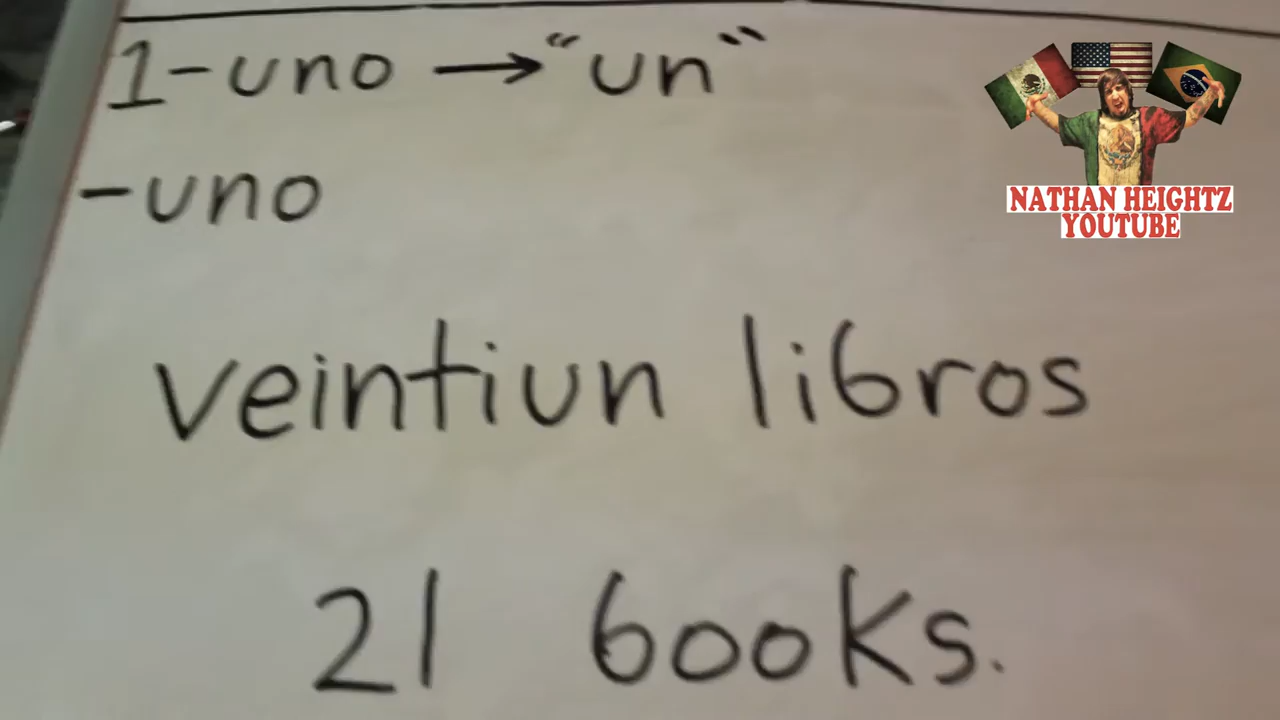 1-uno → "un"
-uno
veintiun libros
21 books.
NATHAN HEIGHTZ
YOUTUBE